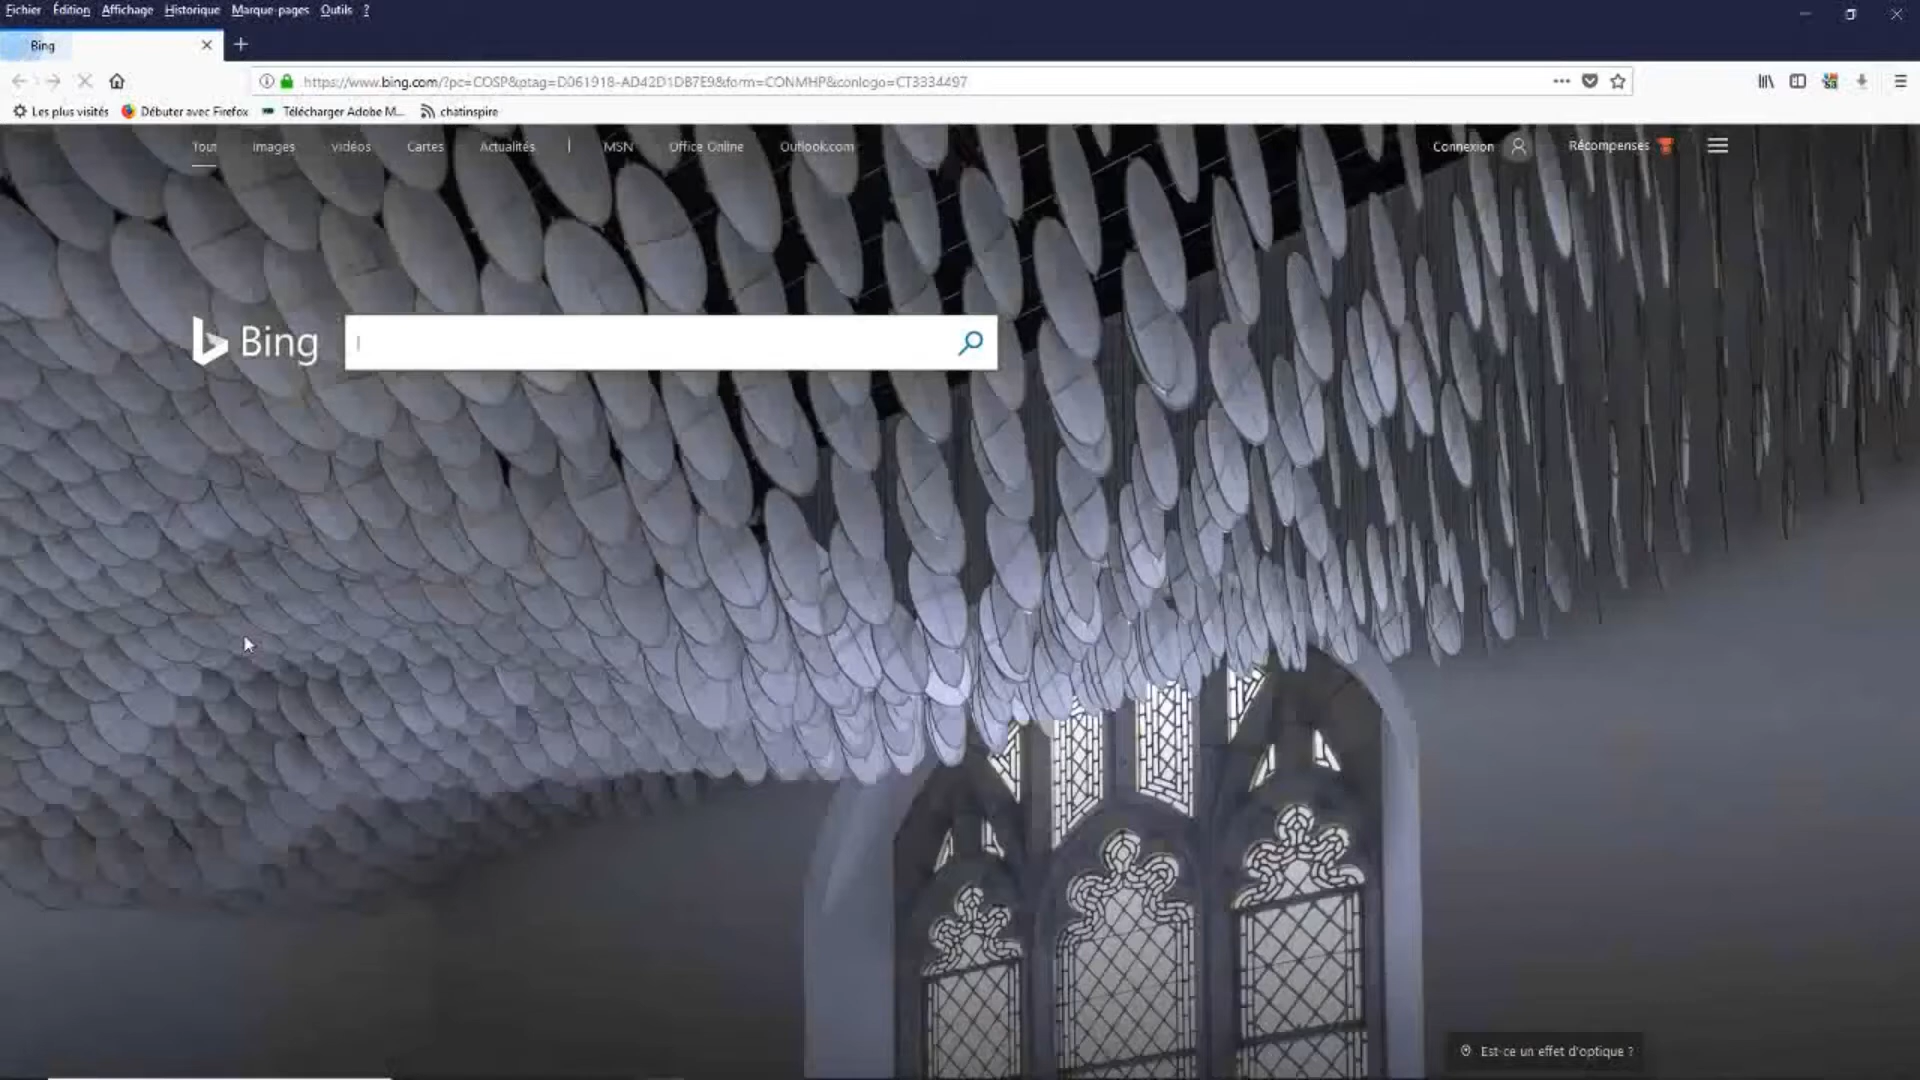 Fichier Édition Affichage Historique Marque-pages Outils ?
Bing
https://www.bing.com/?pc=COSP&ptag=D061918-AD42D1DB7E9&form=CONMHP&conlogo=CT3334497
Les plus visités Débuter avec Firefox Télécharger Adobe M... chatinspire
Tout Images Vidéos Cartes Actualités | MSN Office Online Outlook.com Connexion Récompenses
Bing
Est-ce un effet d'optique ?